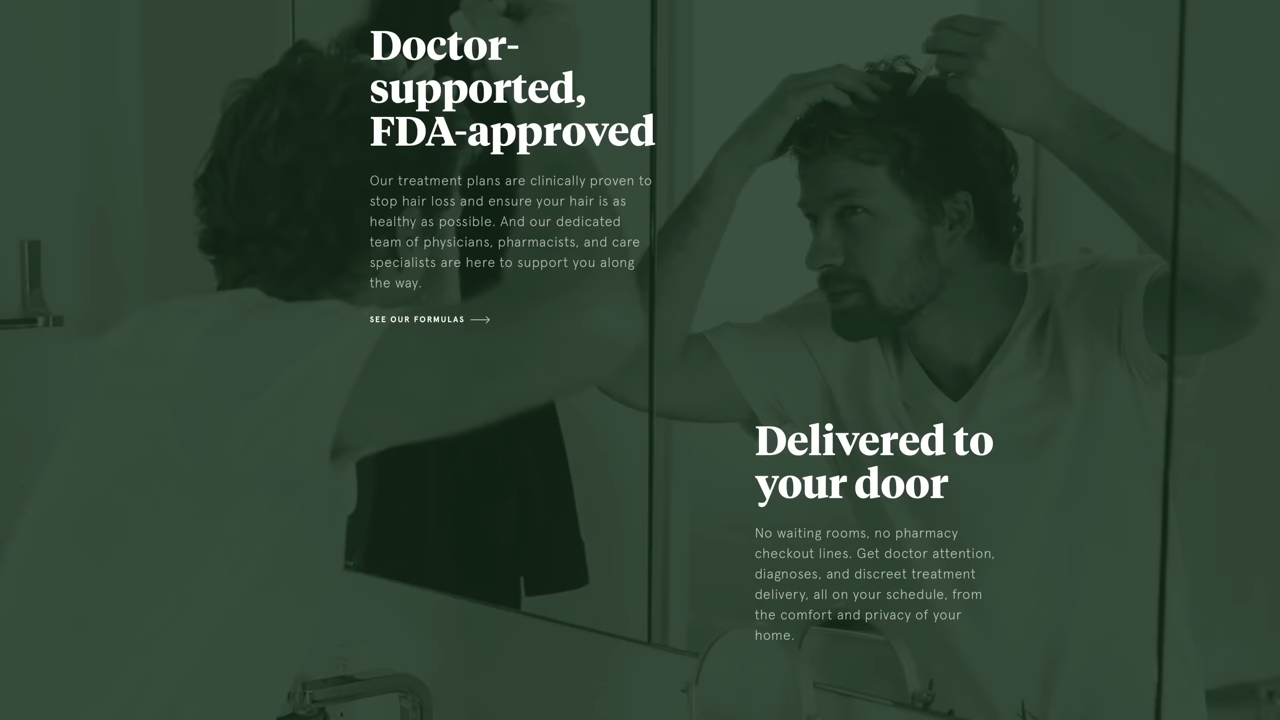 Doctor-
supported,
FDA-approved
Our treatment plans are clinically proven to
stop hair loss and ensure your hair is as
healthy as possible. And our dedicated
team of physicians, pharmacists, and care
specialists are here to support you along
the way.
SEE OUR FORMULAS
Delivered to
your door
No waiting rooms, no pharmacy
checkout lines. Get doctor attention,
diagnoses, and discreet treatment
delivery, all on your schedule, from
the comfort and privacy of your
home.